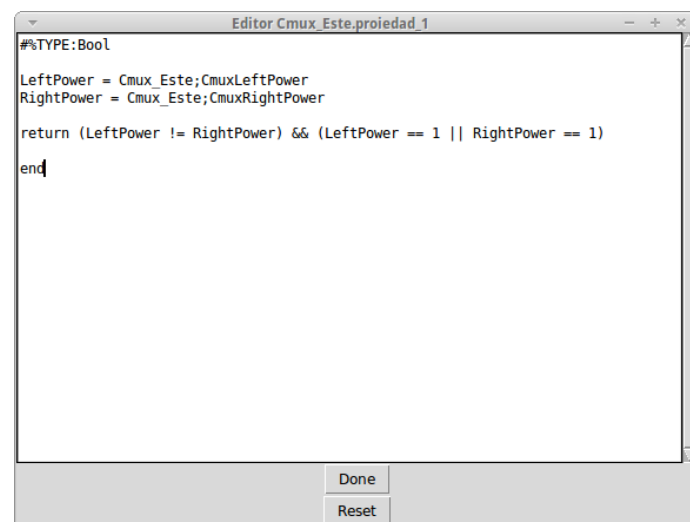 Editor Cmux_Este.proiedad_1
#%TYPE:Bool
LeftPower = Cmux_Este;CmuxLeftPower
RightPower = Cmux_Este;CmuxRightPower
return (LeftPower != RightPower) && (LeftPower == 1 || RightPower == 1)
end
Done
Reset